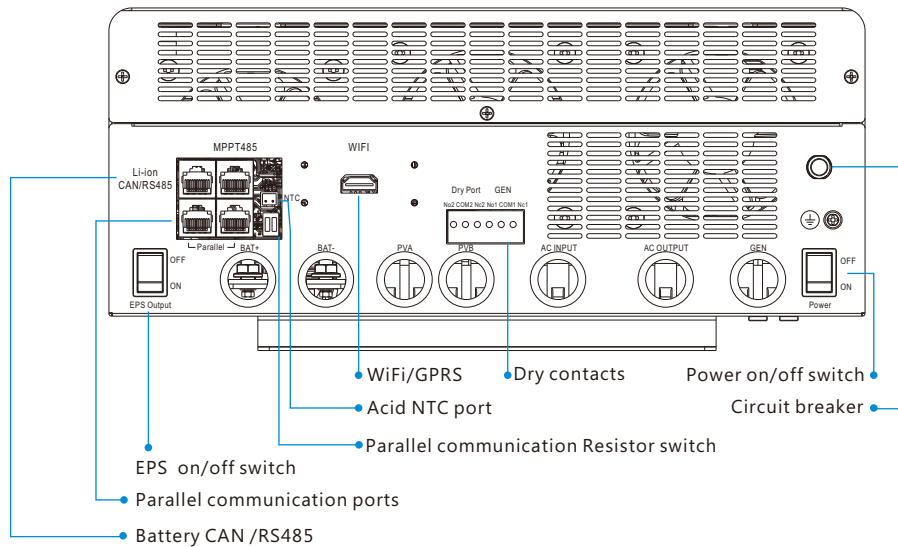 MPPT485
WIFI
Li-ion
CAN/RS485
NTC
Dry Port GEN
No2 COM2 Nc2 No1 COM1 Nc1
Parallel
BAT+
BAT-
PVA
PVB
AC INPUT
AC OUTPUT
GEN
OFF
ON
EPS Output
OFF
ON
Power
WiFi/GPRS
Dry contacts
Power on/off switch
Acid NTC port
Circuit breaker
Parallel communication Resistor switch
EPS on/off switch
Parallel communication ports
Battery CAN /RS485